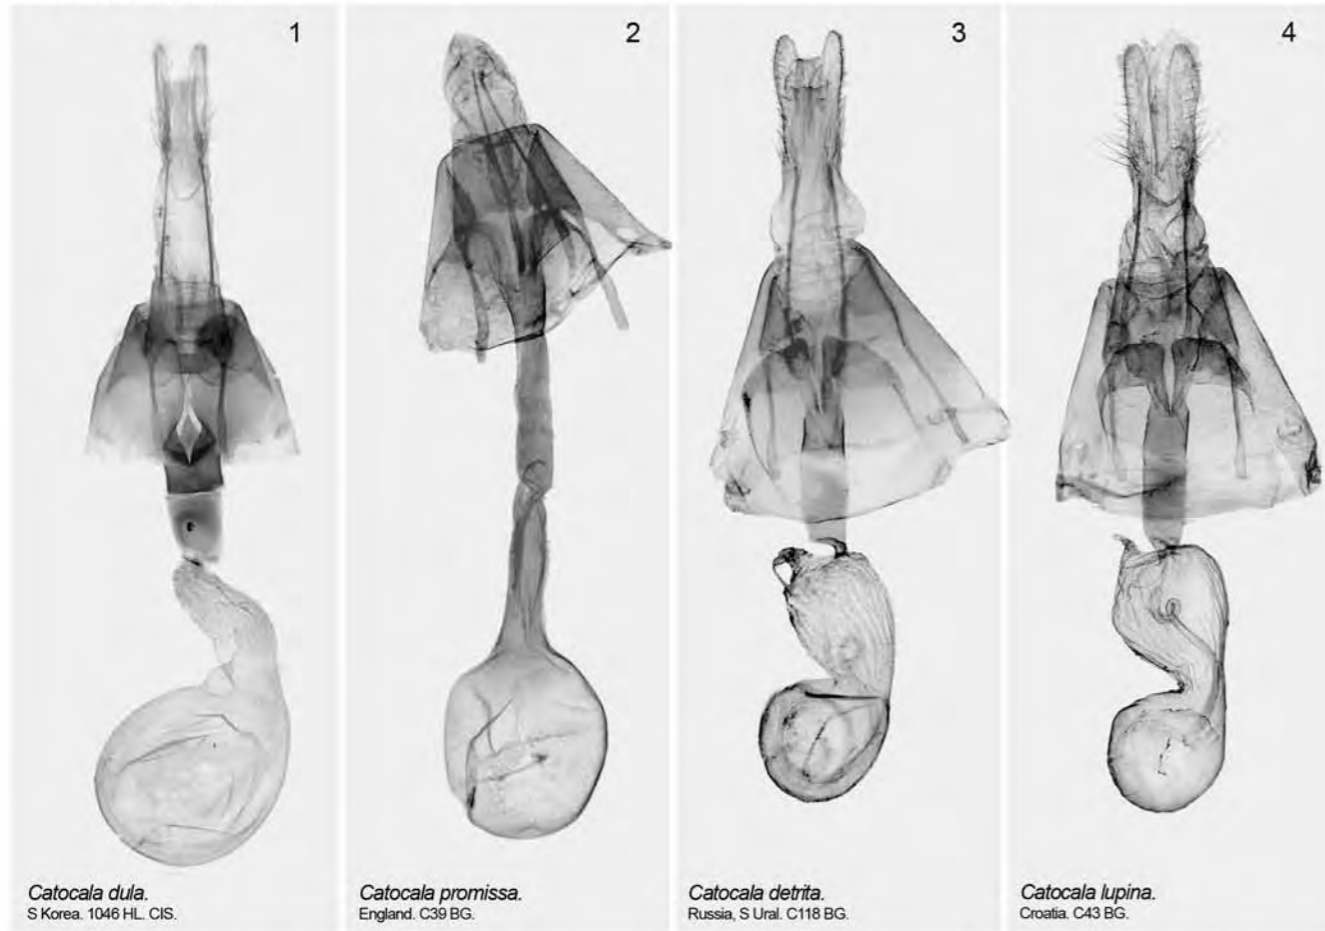 1
2
3
4
Catocala dula.
S Korea. 1046 HL. CIS.
Catocala promissa.
England. C39 BG.
Catocala detrita.
Russia, S Ural. C118 BG.
Catocala lupina.
Croatia. C43 BG.